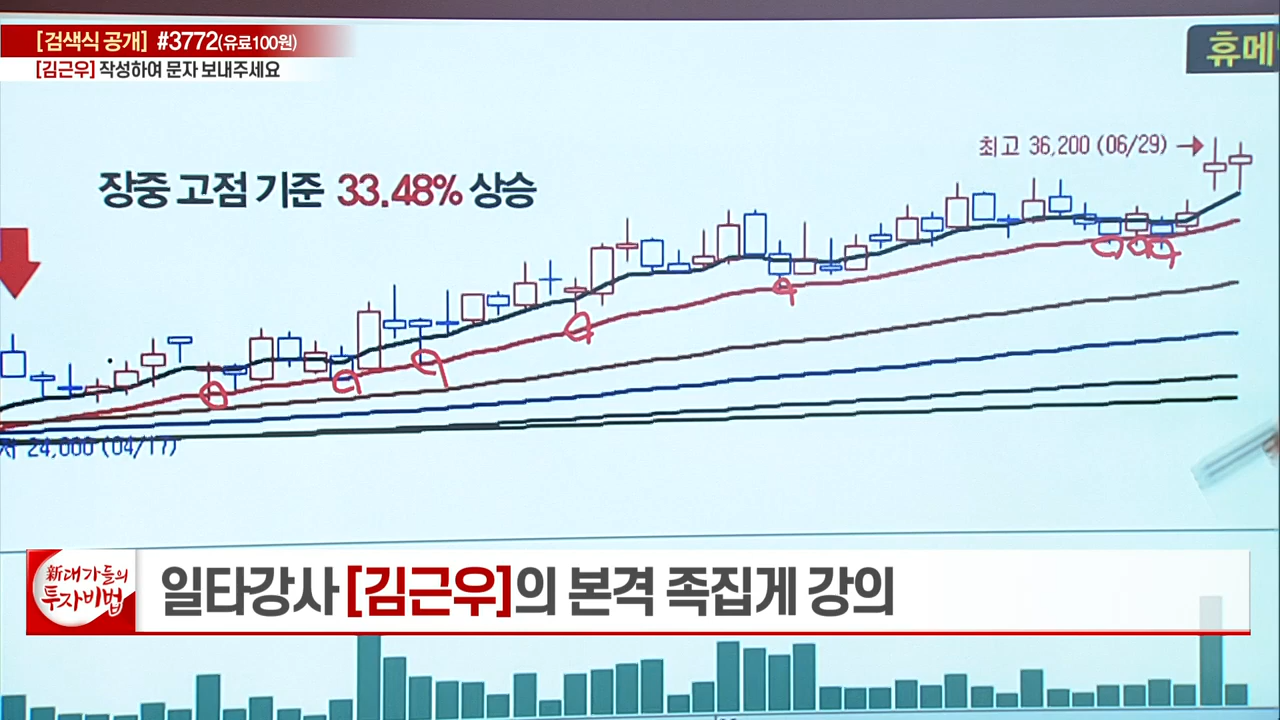 [검색식 공개] #3772(유료100원)
[김근우] 작성하여 문자 보내주세요
휴메
최고 36,200 (06/29)
장중 고점 기준 33.48% 상승
24,000 (04/17)
新대가들의
투자비법
일타강사 [김근우]의 본격 족집게 강의